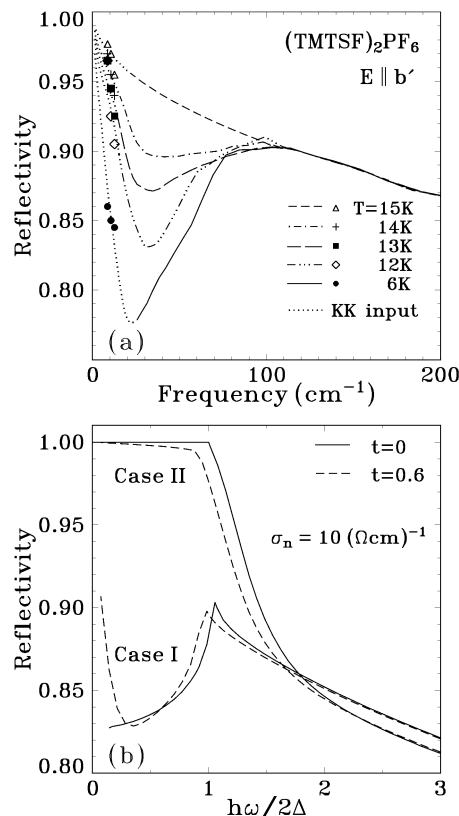 (TMTSF)₂PF₆
E ∥ b′
1.00
0.95
0.90
0.85
0.80
Reflectivity
T=15K
14K
13K
12K
6K
KK input
(a)
0
100
200
Frequency (cm⁻¹)
1.00
0.95
0.90
0.85
0.80
Reflectivity
t=0
t=0.6
Case II
σₙ = 10 (Ωcm)⁻¹
Case I
(b)
0
1
2
3
hω/2Δ